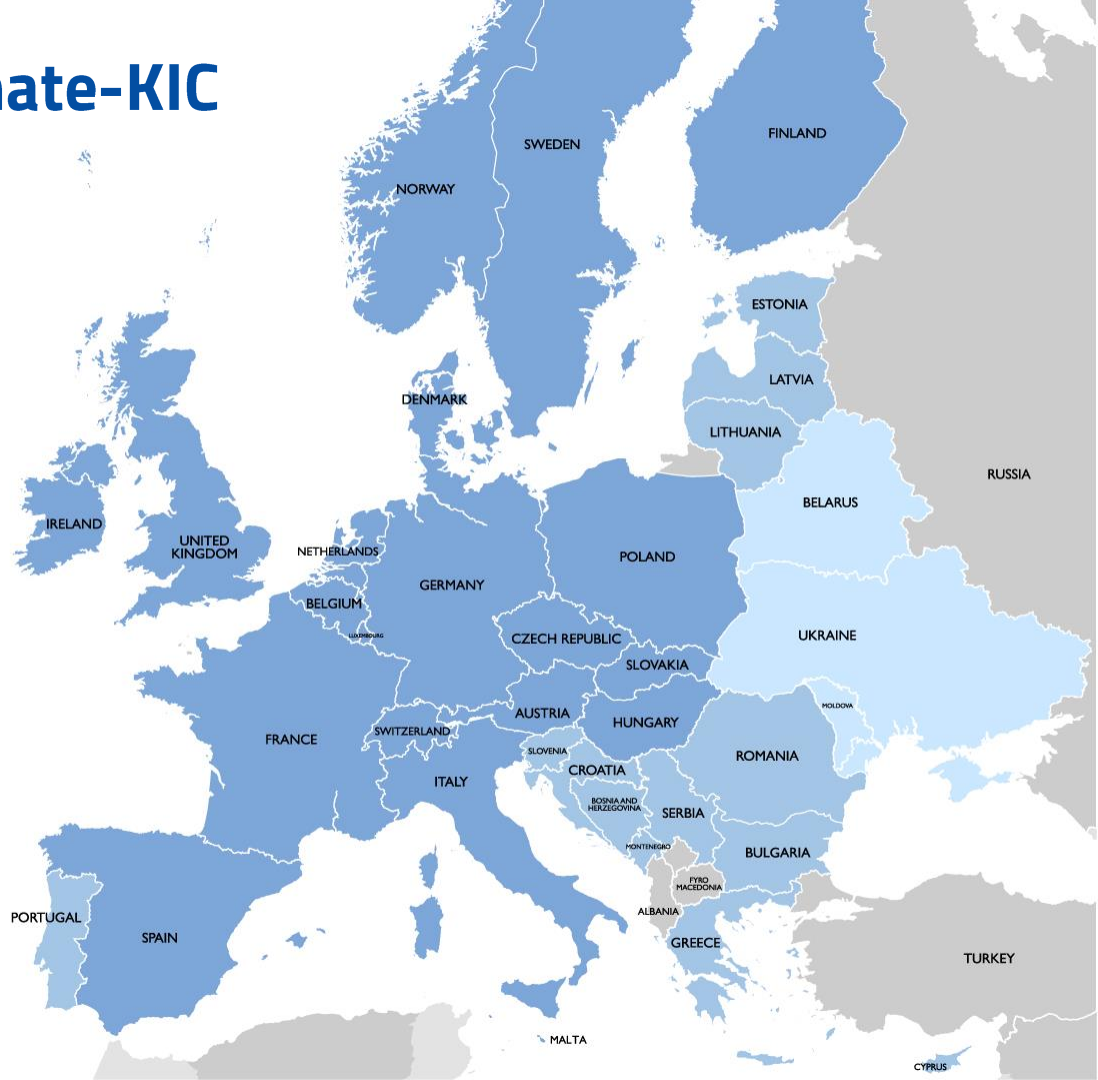 ate-KIC
FINLAND
SWEDEN
NORWAY
ESTONIA
LATVIA
DENMARK
LITHUANIA
RUSSIA
BELARUS
IRELAND
UNITED
KINGDOM
NETHERLANDS
POLAND
GERMANY
BELGIUM
LUXEMBOURG
CZECH REPUBLIC
UKRAINE
SLOVAKIA
MOLDOVA
AUSTRIA
HUNGARY
SWITZERLAND
FRANCE
SLOVENIA
ROMANIA
CROATIA
ITALY
BOSNIA AND
HERZEGOVINA
SERBIA
MONTENEGRO
BULGARIA
FYRO
MACEDONIA
ALBANIA
PORTUGAL
SPAIN
GREECE
TURKEY
MALTA
CYPRUS